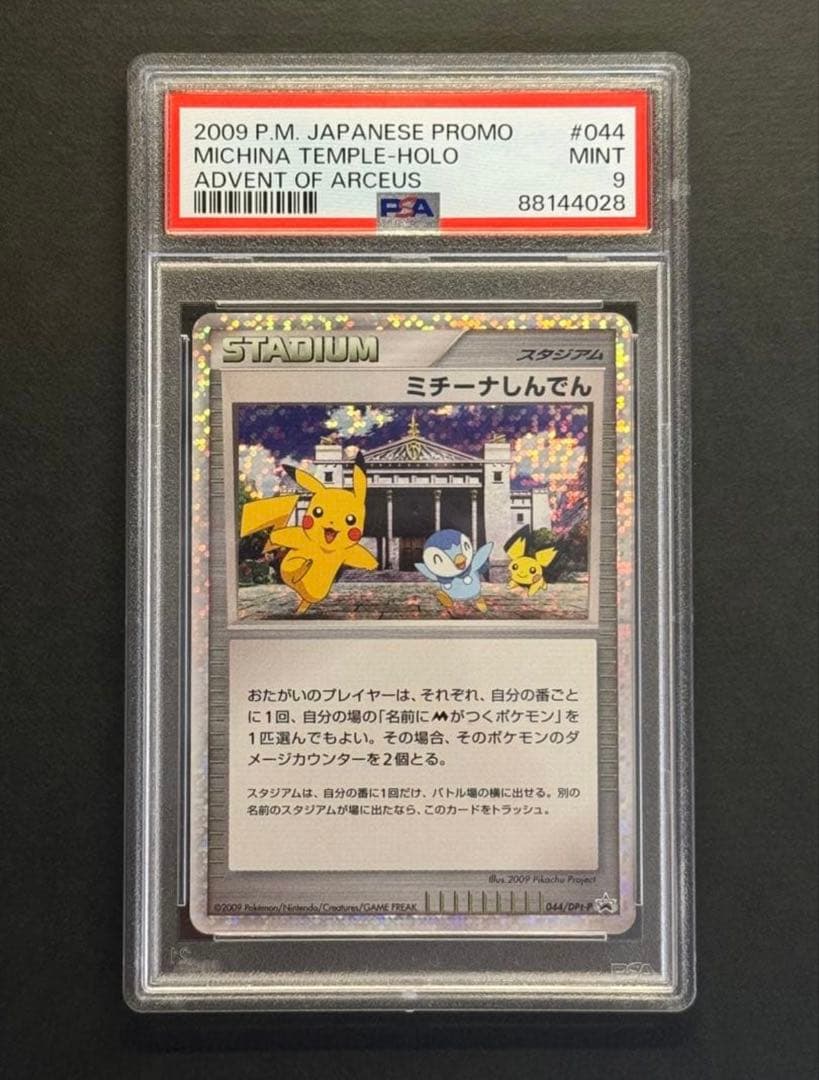 2009 P.M. JAPANESE PROMO #044
MICHINA TEMPLE-HOLO MINT
ADVENT OF ARCEUS 9
PSA 88144028
STADIUM スタジアム
ミチーナしんでん
おたがいのプレイヤーは、それぞれ、自分の番ごと
に1回、自分の場の「名前にMがつくポケモン」を
1匹選んでもよい。その場合、そのポケモンのダ
メージカウンターを2個とる。
スタジアムは、自分の番に1回だけ、バトル場の横に出せる。別の
名前のスタジアムが場に出たなら、このカードをトラッシュ。
Illus. 2009 Pikachu Project
©2009 Pokémon/Nintendo/Creatures/GAME FREAK 044/DPt-P
PSA